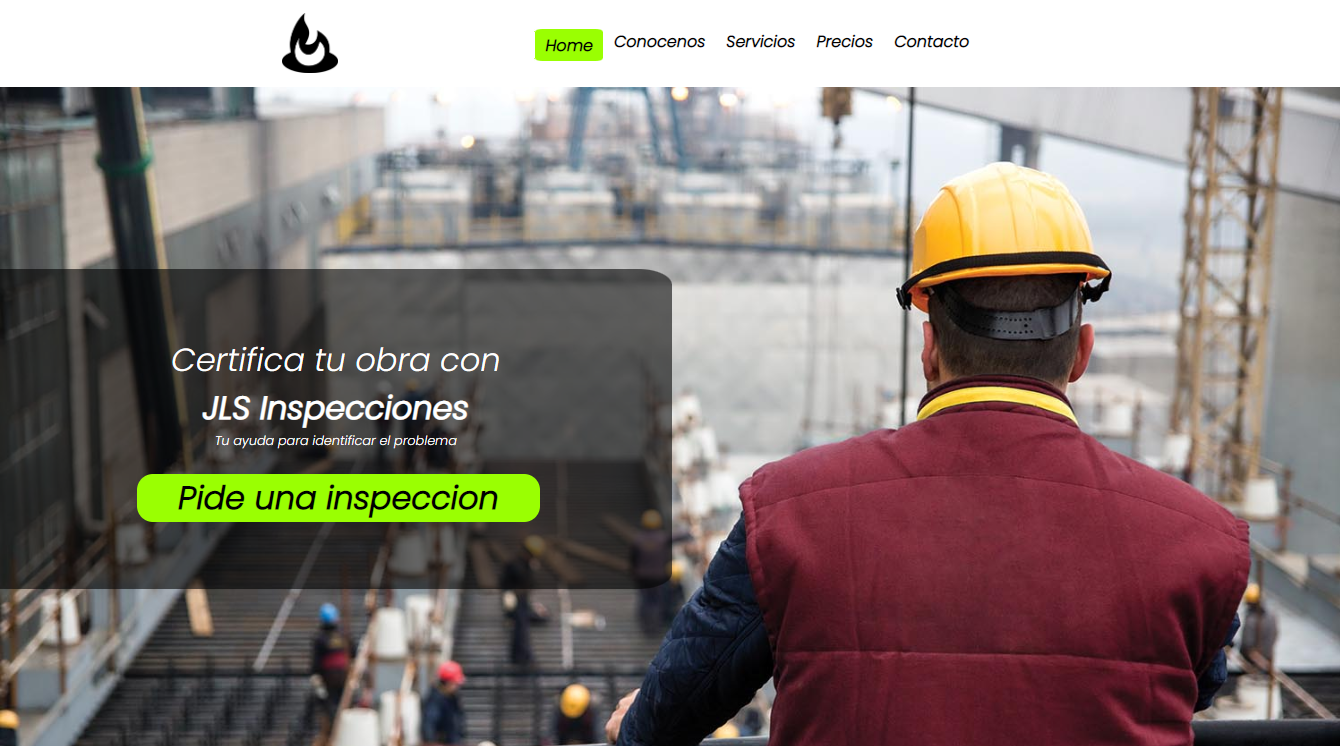 Home Conocenos Servicios Precios Contacto
Certifica tu obra con
JLS Inspecciones
Tu ayuda para identificar el problema
Pide una inspeccion